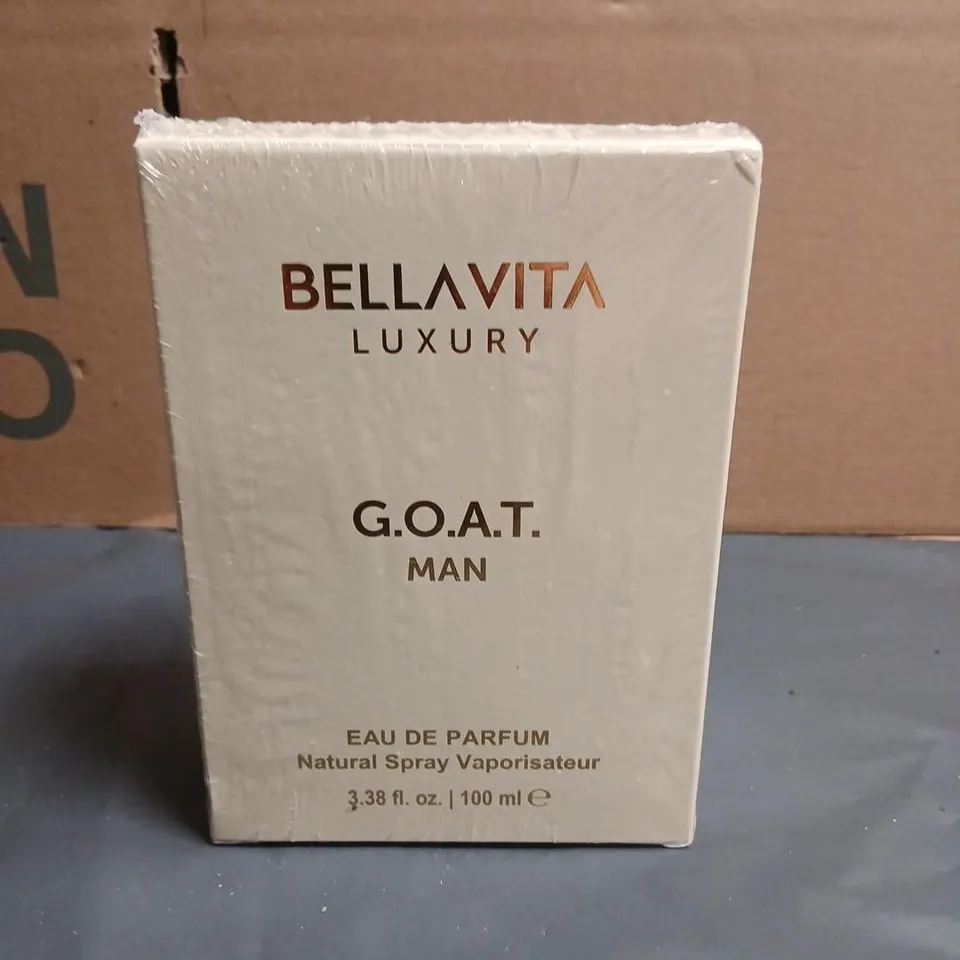 N
O
BELLAVITA
LUXURY
G.O.A.T.
MAN
EAU DE PARFUM
Natural Spray Vaporisateur
3.38 fl. oz. | 100 ml ℮